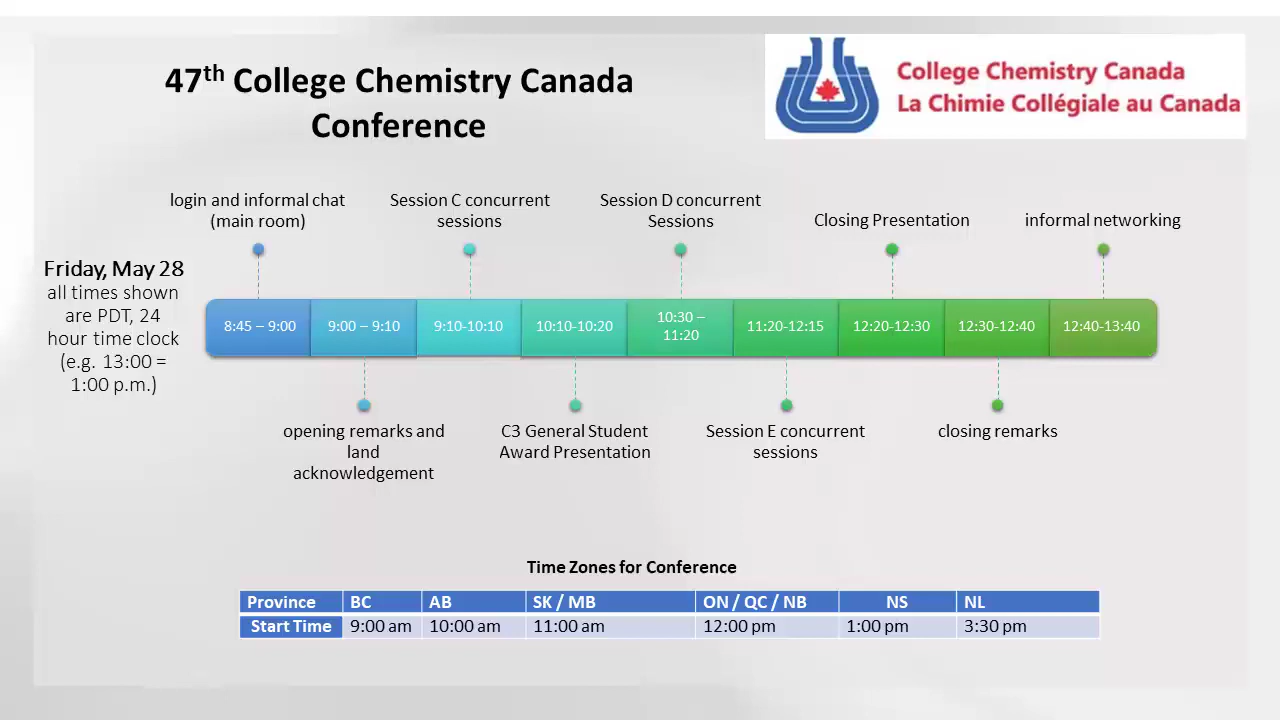 47th College Chemistry Canada
Conference
College Chemistry Canada
La Chimie Collégiale au Canada
login and informal chat
(main room)
Session C concurrent
sessions
Session D concurrent
Sessions
Closing Presentation
informal networking
Friday, May 28
all times shown
are PDT, 24
hour time clock
(e.g. 13:00 =
1:00 p.m.)
8:45 – 9:00
9:00 – 9:10
9:10-10:10
10:10-10:20
10:30 –
11:20
11:20-12:15
12:20-12:30
12:30-12:40
12:40-13:40
opening remarks and
land
acknowledgement
C3 General Student
Award Presentation
Session E concurrent
sessions
closing remarks
Time Zones for Conference
Province BC AB SK / MB ON / QC / NB NS NL
Start Time 9:00 am 10:00 am 11:00 am 12:00 pm 1:00 pm 3:30 pm